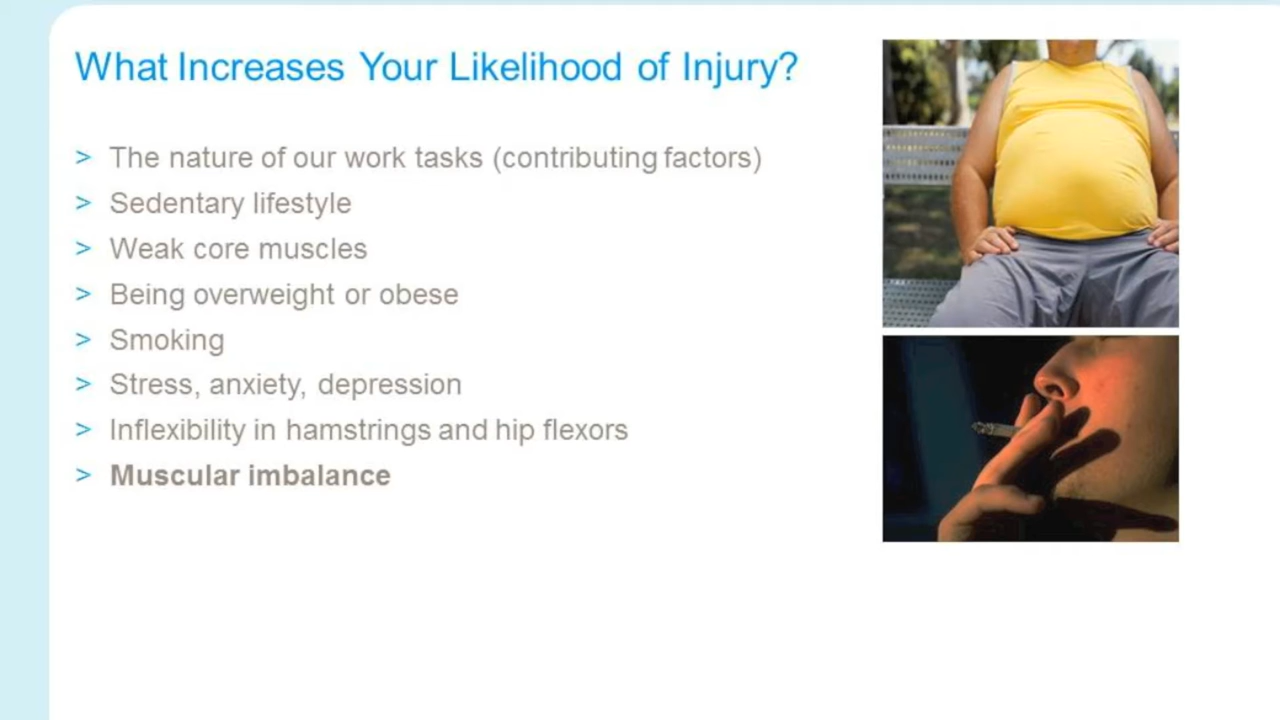 What Increases Your Likelihood of Injury?
> The nature of our work tasks (contributing factors)
> Sedentary lifestyle
> Weak core muscles
> Being overweight or obese
> Smoking
> Stress, anxiety, depression
> Inflexibility in hamstrings and hip flexors
> Muscular imbalance